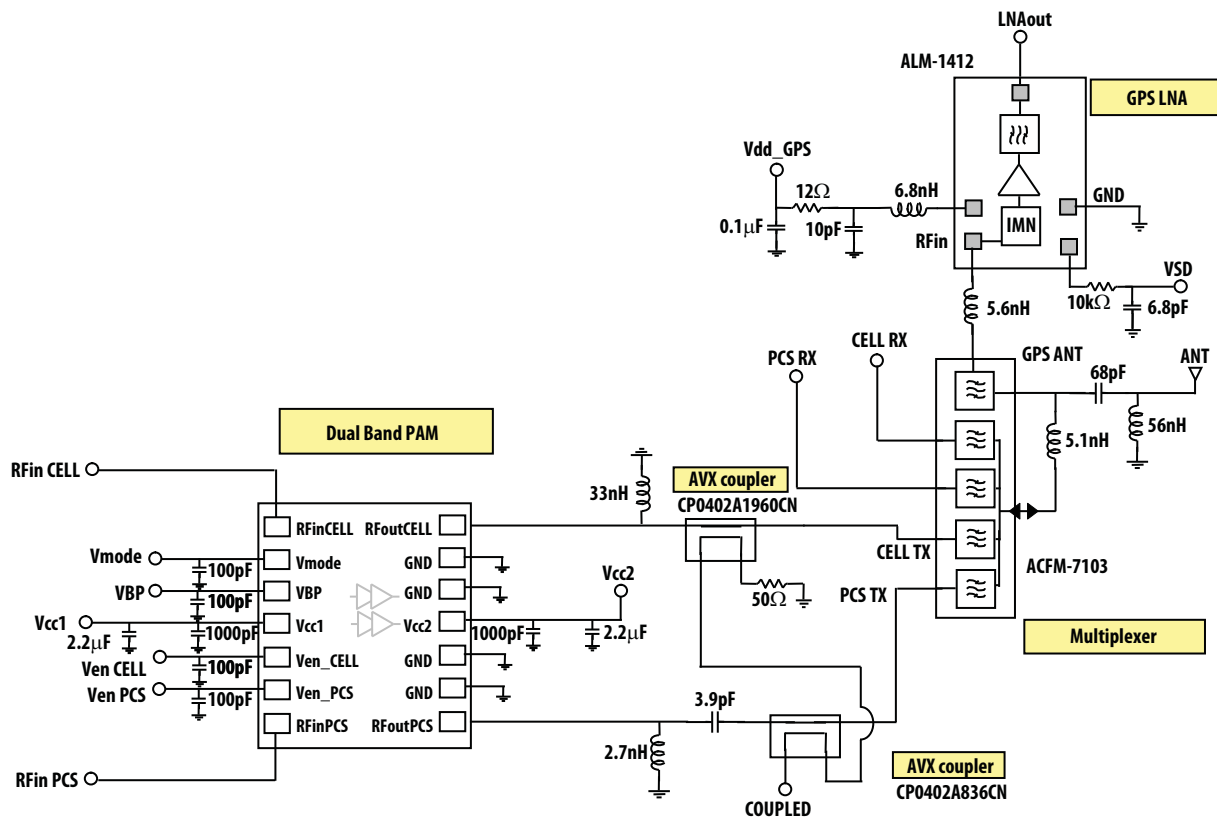 LNAout
ALM-1412
GPS LNA
Vdd_GPS
12Ω
6.8nH
GND
0.1μF
10pF
RFin
IMN
VSD
5.6nH
10kΩ
6.8pF
CELL RX
PCS RX
GPS ANT
ANT
68pF
5.1nH
56nH
Dual Band PAM
RFin CELL
33nH
AVX coupler
CP0402A1960CN
RFinCELL
RFoutCELL
CELL TX
Vmode
100pF
Vmode
GND
ACFM-7103
VBP
100pF
VBP
GND
Vcc2
50Ω
PCS TX
Vcc1
2.2μF
1000pF
Vcc1
Vcc2
1000pF
2.2μF
Multiplexer
Ven CELL
100pF
Ven_CELL
GND
Ven PCS
100pF
Ven_PCS
GND
3.9pF
RFinPCS
RFoutPCS
2.7nH
RFin PCS
AVX coupler
CP0402A836CN
COUPLED